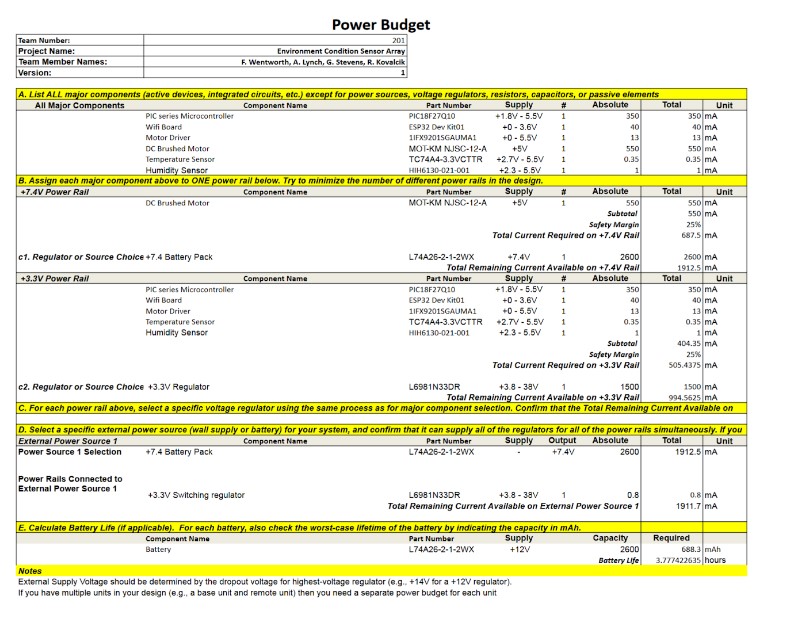 Power Budget
Team Number: 201
Project Name: Environment Condition Sensor Array
Team Member Names: F. Wentworth, A. Lynch, G. Stevens, R. Kovalcik
Version: 1
A. List ALL major components (active devices, integrated circuits, etc.) except for power sources, voltage regulators, resistors, capacitors, or passive elements
All Major Components Component Name Part Number Supply # Absolute Total Unit
PIC series Microcontroller PIC18F27Q10 +1.8V - 5.5V 1 350 350 mA
Wifi Board ESP32 Dev Kit01 +0 - 3.6V 1 40 40 mA
Motor Driver 1IFX9201SGAUMA1 +0 - 5.5V 1 13 13 mA
DC Brushed Motor MOT-KM NJSC-12-A +5V 1 550 550 mA
Temperature Sensor TC74A4-3.3VCTTR +2.7V - 5.5V 1 0.35 0.35 mA
Humidity Sensor HIH6130-021-001 +2.3 - 5.5V 1 1 1 mA
B. Assign each major component above to ONE power rail below. Try to minimize the number of different power rails in the design.
+7.4V Power Rail Component Name Part Number Supply # Absolute Total Unit
DC Brushed Motor MOT-KM NJSC-12-A +5V 1 550 550 mA
Subtotal 550 mA
Safety Margin 25%
Total Current Required on +7.4V Rail 687.5 mA
c1. Regulator or Source Choice +7.4 Battery Pack L74A26-2-1-2WX +7.4V 1 2600 2600 mA
Total Remaining Current Available on +7.4V Rail 1912.5 mA
+3.3V Power Rail Component Name Part Number Supply # Absolute Total Unit
PIC series Microcontroller PIC18F27Q10 +1.8V - 5.5V 1 350 350 mA
Wifi Board ESP32 Dev Kit01 +0 - 3.6V 1 40 40 mA
Motor Driver 1IFX9201SGAUMA1 +0 - 5.5V 1 13 13 mA
Temperature Sensor TC74A4-3.3VCTTR +2.7V - 5.5V 1 0.35 0.35 mA
Humidity Sensor HIH6130-021-001 +2.3 - 5.5V 1 1 1 mA
Subtotal 404.35 mA
Safety Margin 25%
Total Current Required on +3.3V Rail 505.4375 mA
c2. Regulator or Source Choice +3.3V Regulator L6981N33DR +3.8 - 38V 1 1500 1500 mA
Total Remaining Current Available on +3.3V Rail 994.5625 mA
C. For each power rail above, select a specific voltage regulator using the same process as for major component selection. Confirm that the Total Remaining Current Available on
D. Select a specific external power source (wall supply or battery) for your system, and confirm that it can supply all of the regulators for all of the power rails simultaneously. If you
External Power Source 1 Component Name Part Number Supply Output Absolute Total Unit
Power Source 1 Selection +7.4 Battery Pack L74A26-2-1-2WX - +7.4V 2600 1912.5 mA
Power Rails Connected to
External Power Source 1
+3.3V Switching regulator L6981N33DR +3.8 - 38V 1 0.8 0.8 mA
Total Remaining Current Available on External Power Source 1 1911.7 mA
E. Calculate Battery Life (if applicable). For each battery, also check the worst-case lifetime of the battery by indicating the capacity in mAh.
Component Name Part Number Supply Capacity Required
Battery L74A26-2-1-2WX +12V 2600 688.3 mAh
Battery Life 3.777422635 hours
Notes
External Supply Voltage should be determined by the dropout voltage for highest-voltage regulator (e.g., +14V for a +12V regulator).
If you have multiple units in your design (e.g., a base unit and remote unit) then you need a separate power budget for each unit